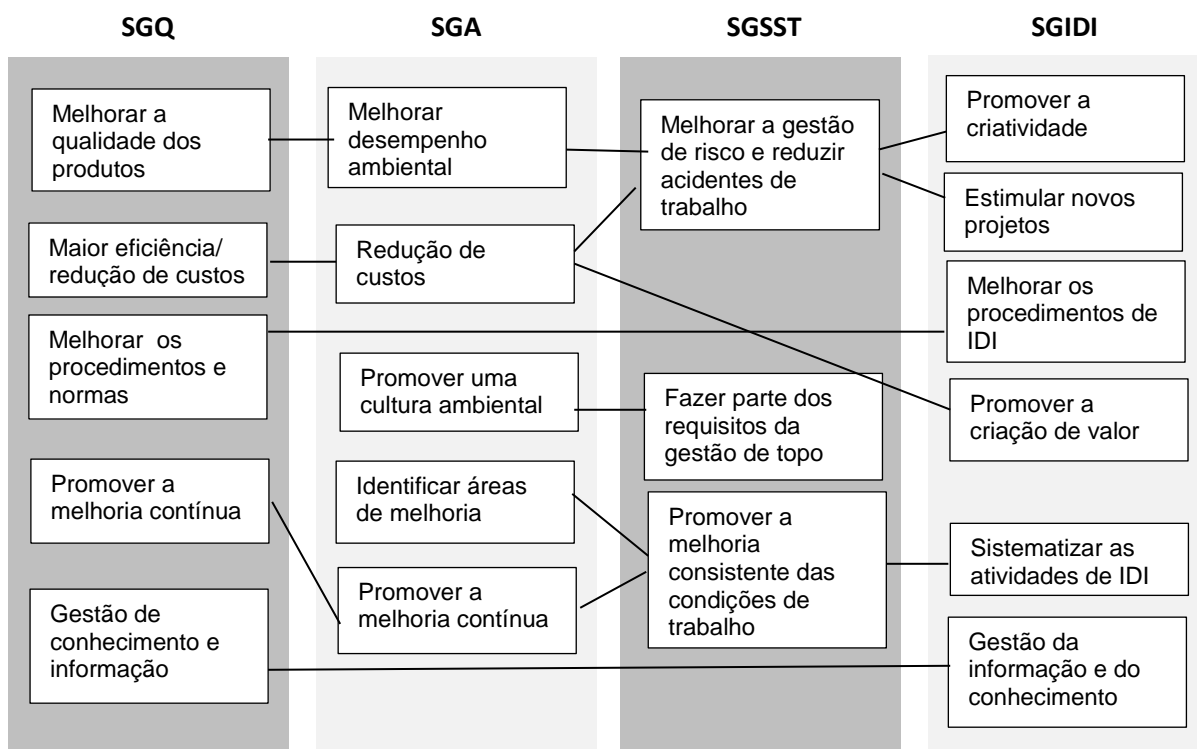 SGQ
SGA
SGSST
SGIDI
Melhorar a
qualidade dos
produtos
Maior eficiência/
redução de custos
Melhorar os
procedimentos e
normas
Promover a
melhoria contínua
Gestão de
conhecimento e
informação
Melhorar
desempenho
ambiental
Redução de
custos
Promover uma
cultura ambiental
Identificar áreas
de melhoria
Promover a
melhoria contínua
Melhorar a gestão
de risco e reduzir
acidentes de
trabalho
Fazer parte dos
requisitos da
gestão de topo
Promover a
melhoria
consistente das
condições de
trabalho
Promover a
criatividade
Estimular novos
projetos
Melhorar os
procedimentos de
IDI
Promover a
criação de valor
Sistematizar as
atividades de IDI
Gestão da
informação e do
conhecimento